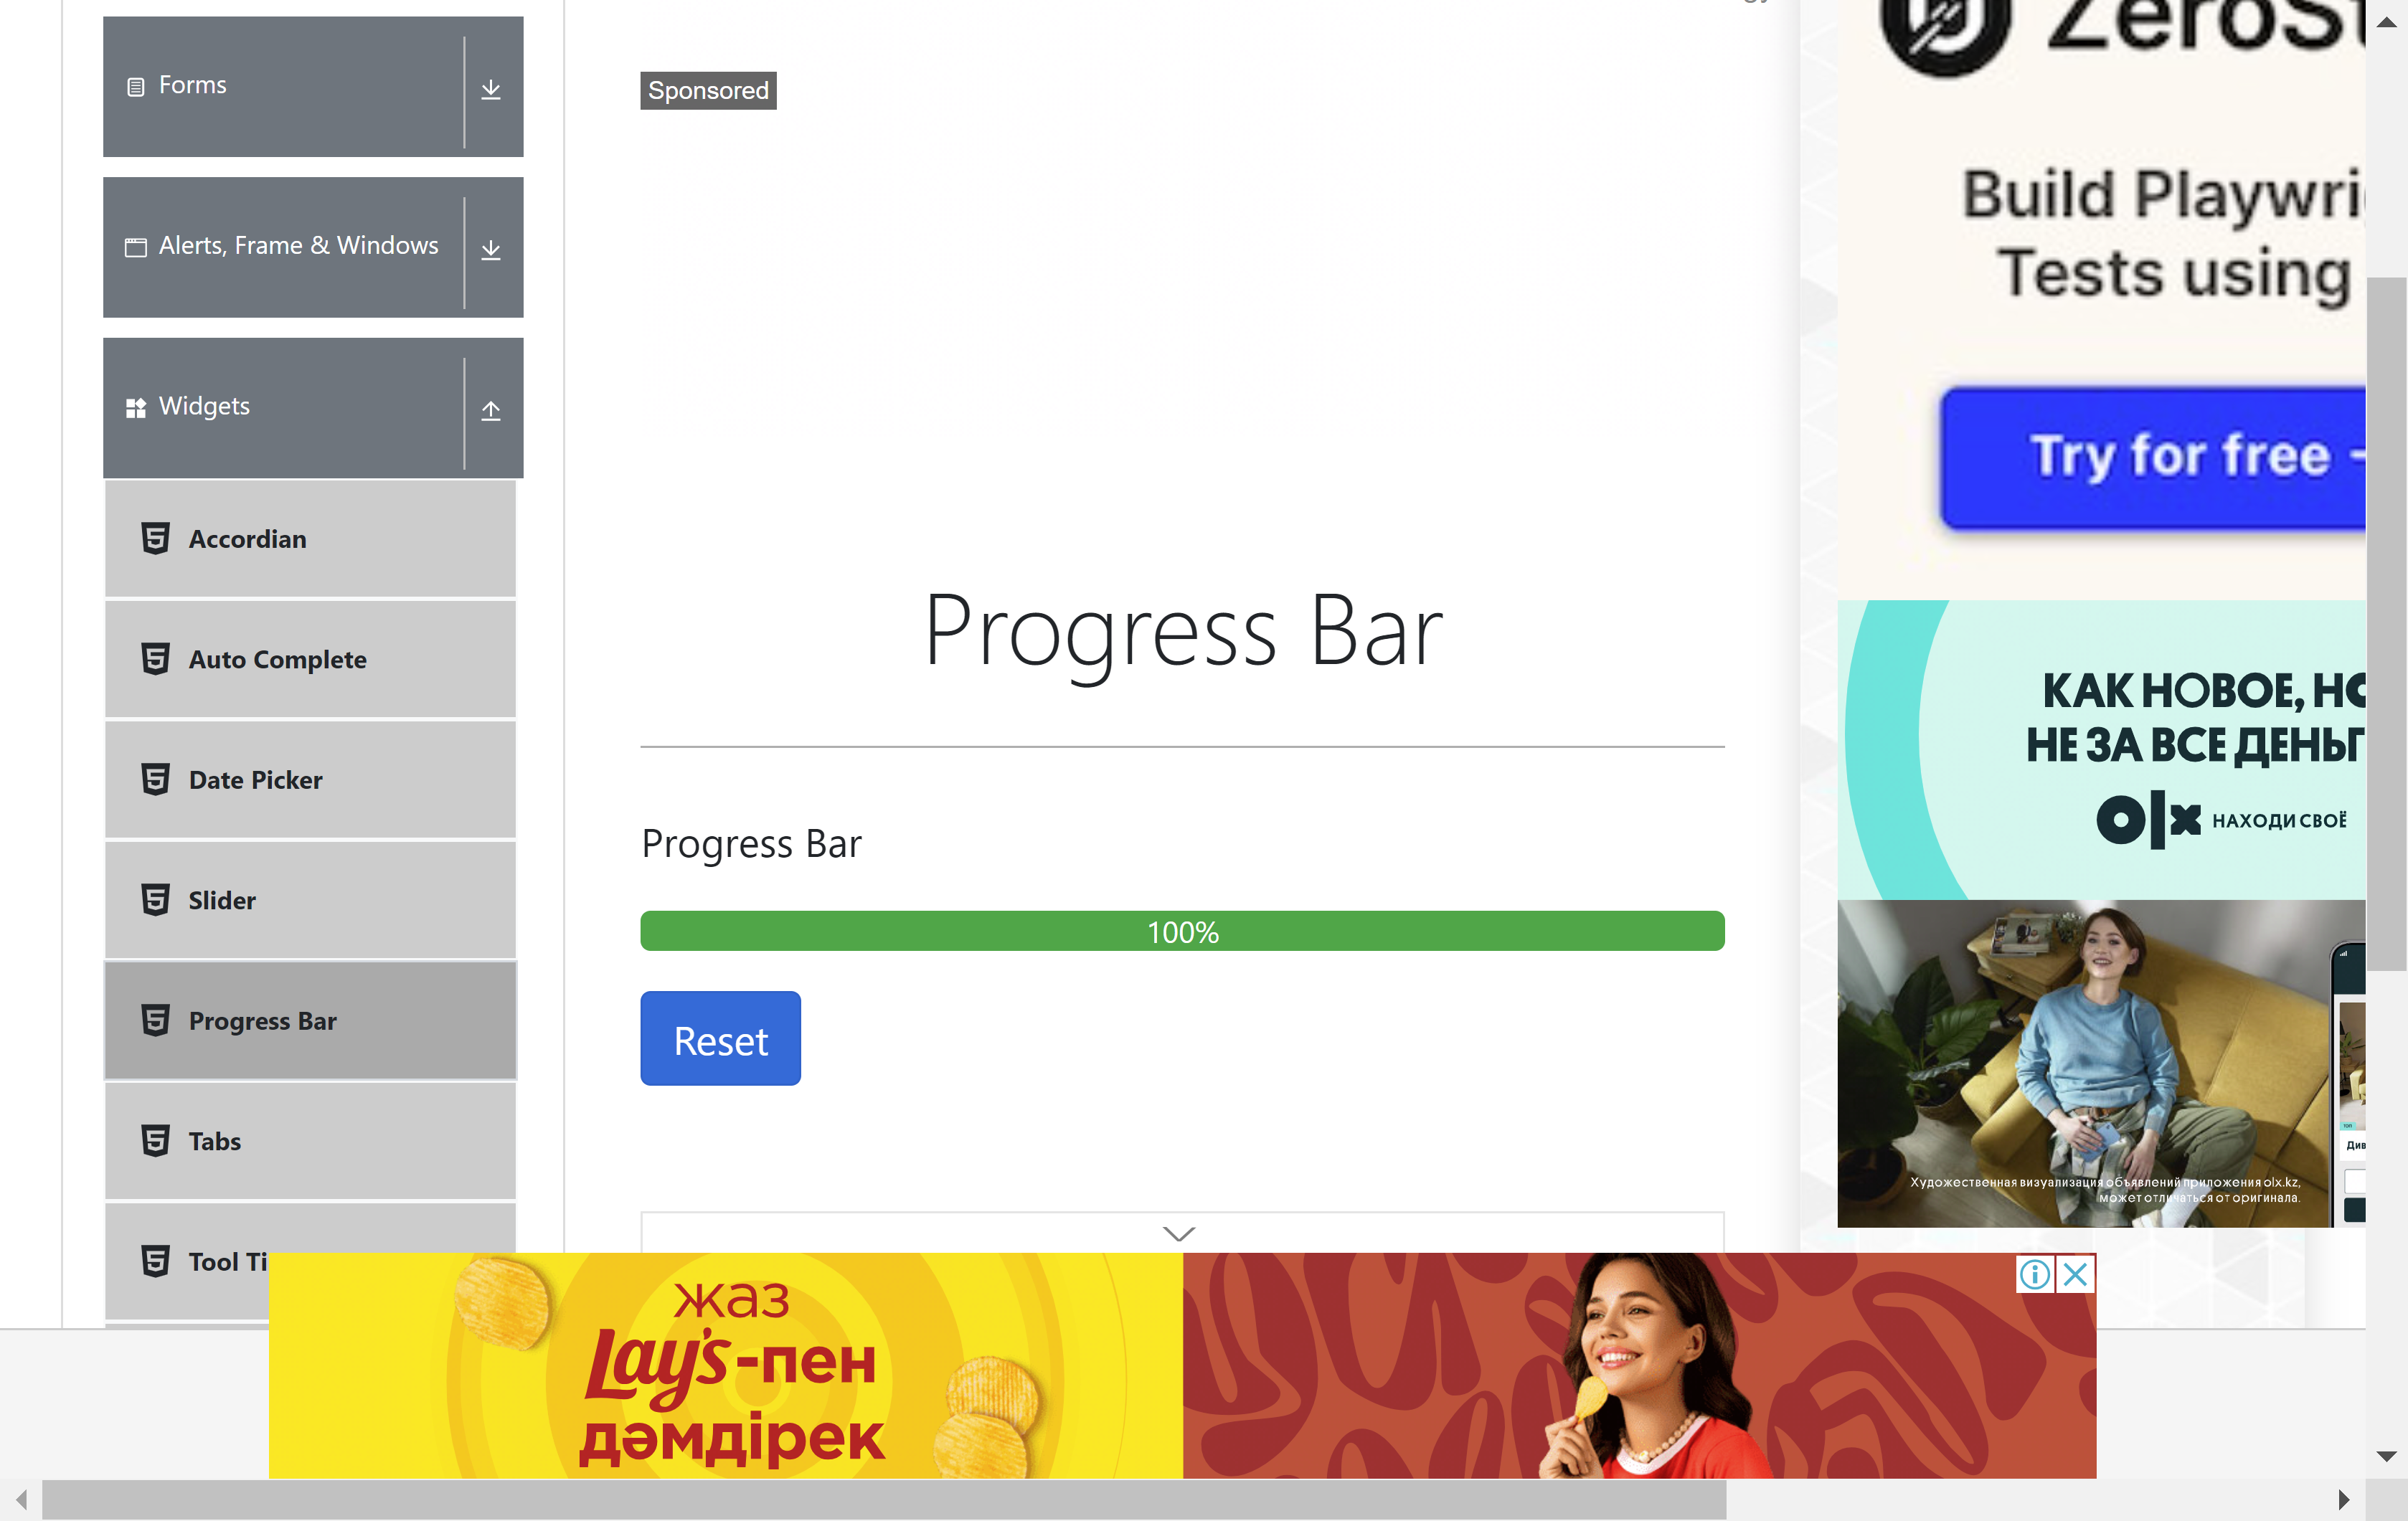 Forms
Alerts, Frame & Windows
Widgets
Accordian
Auto Complete
Date Picker
Slider
Progress Bar
Tabs
Tool Ti
Sponsored
Progress Bar
Progress Bar
100%
Reset
ZeroSt
Build Playwri
Tests using
Try for free
КАК НОВОЕ, НО
НЕ ЗА ВСЕ ДЕНЬГ
olx НАХОДИ СВОЁ
Див
Художественная визуализация объявлений приложения olx.kz,
может отличаться от оригинала.
жаз
Lay's-пен
дәмдірек